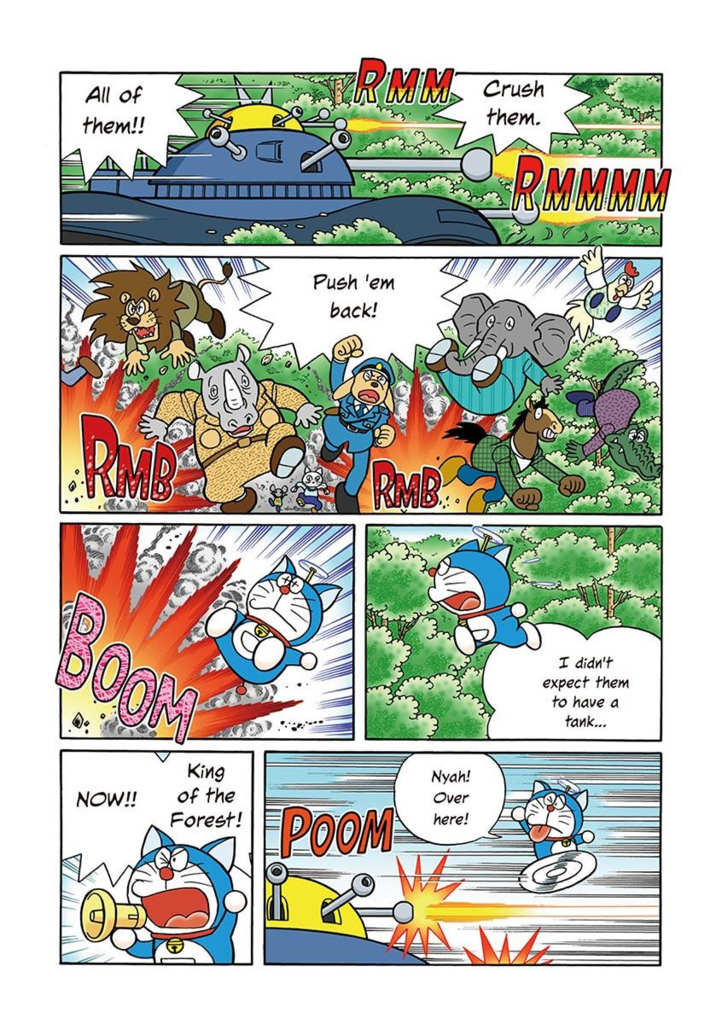 All of
them!!
RMM
Crush
them.
RMMMM
Push 'em
back!
RMB
RMB
BOOM
I didn't
expect them
to have a
tank...
NOW!!
King
of the
Forest!
POOM
Nyah!
Over
here!